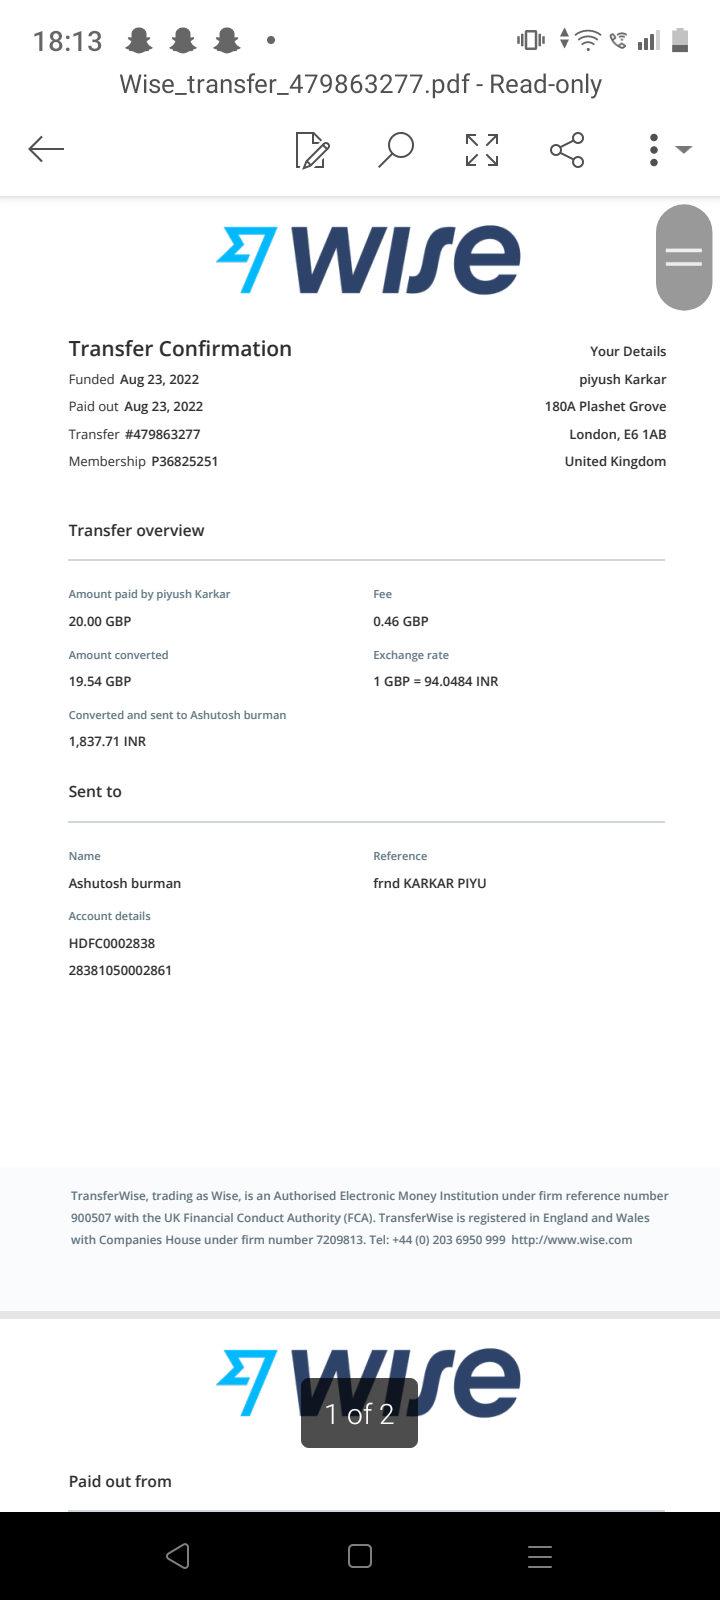 18:13
Wise_transfer_479863277.pdf - Read-only
wise
Transfer Confirmation
Funded Aug 23, 2022
Paid out Aug 23, 2022
Transfer #479863277
Membership P36825251
Your Details
piyush Karkar
180A Plashet Grove
London, E6 1AB
United Kingdom
Transfer overview
Amount paid by piyush Karkar
20.00 GBP
Fee
0.46 GBP
Amount converted
19.54 GBP
Exchange rate
1 GBP = 94.0484 INR
Converted and sent to Ashutosh burman
1,837.71 INR
Sent to
Name
Ashutosh burman
Reference
frnd KARKAR PIYU
Account details
HDFC0002838
28381050002861
TransferWise, trading as Wise, is an Authorised Electronic Money Institution under firm reference number
900507 with the UK Financial Conduct Authority (FCA). TransferWise is registered in England and Wales
with Companies House under firm number 7209813. Tel: +44 (0) 203 6950 999 http://www.wise.com
wise
1 of 2
Paid out from